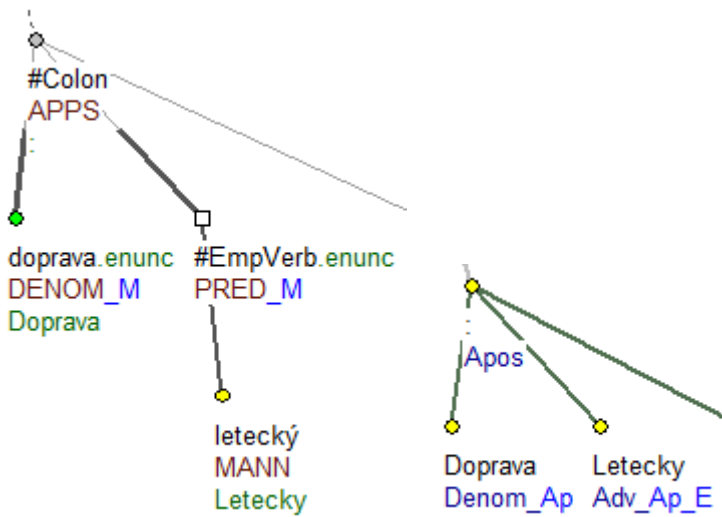 #Colon
APPS
:
doprava.enunc #EmpVerb.enunc
DENOM_M PRED_M
Doprava
letecký
MANN
Letecky
:
Apos
Doprava Letecky
Denom_Ap Adv_Ap_E